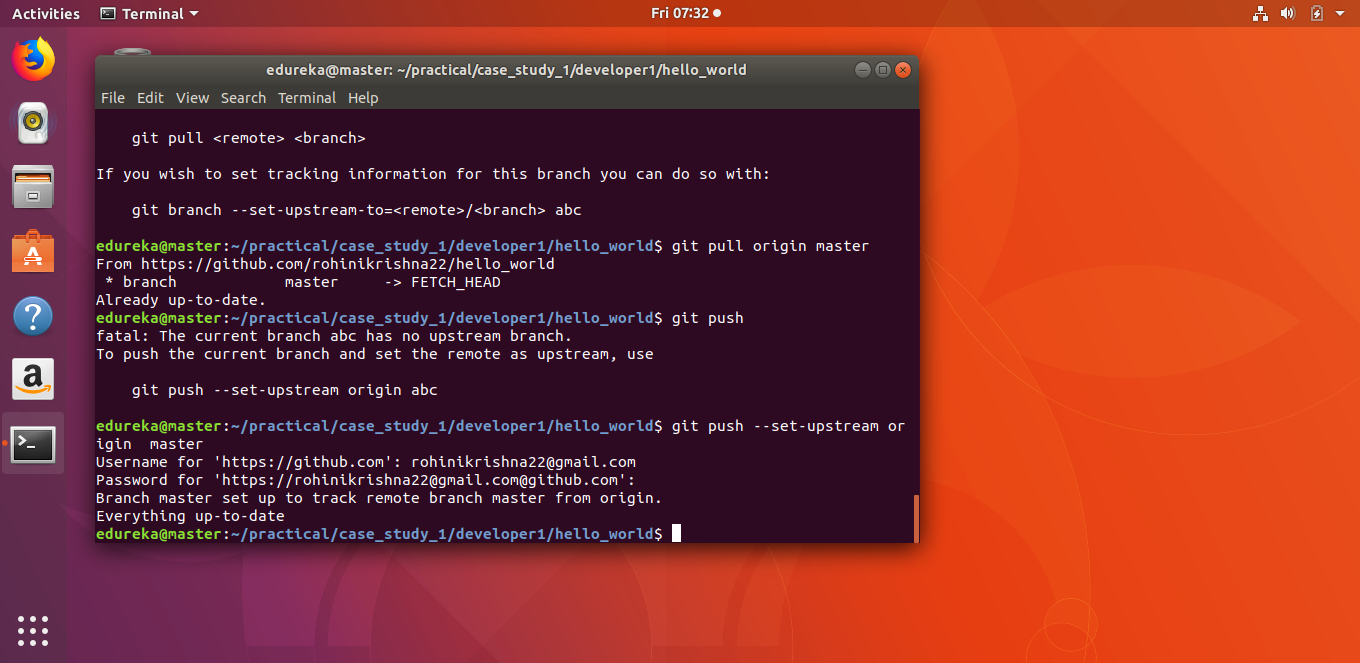 Activities Terminal Fri 07:32
edureka@master: ~/practical/case_study_1/developer1/hello_world
File Edit View Search Terminal Help
git pull <remote> <branch>
If you wish to set tracking information for this branch you can do so with:
git branch --set-upstream-to=<remote>/<branch> abc
edureka@master:~/practical/case_study_1/developer1/hello_world$ git pull origin master
From https://github.com/rohinikrishna22/hello_world
* branch            master     -> FETCH_HEAD
Already up-to-date.
edureka@master:~/practical/case_study_1/developer1/hello_world$ git push
fatal: The current branch abc has no upstream branch.
To push the current branch and set the remote as upstream, use
git push --set-upstream origin abc
edureka@master:~/practical/case_study_1/developer1/hello_world$ git push --set-upstream or
igin  master
Username for 'https://github.com': rohinikrishna22@gmail.com
Password for 'https://rohinikrishna22@gmail.com@github.com':
Branch master set up to track remote branch master from origin.
Everything up-to-date
edureka@master:~/practical/case_study_1/developer1/hello_world$